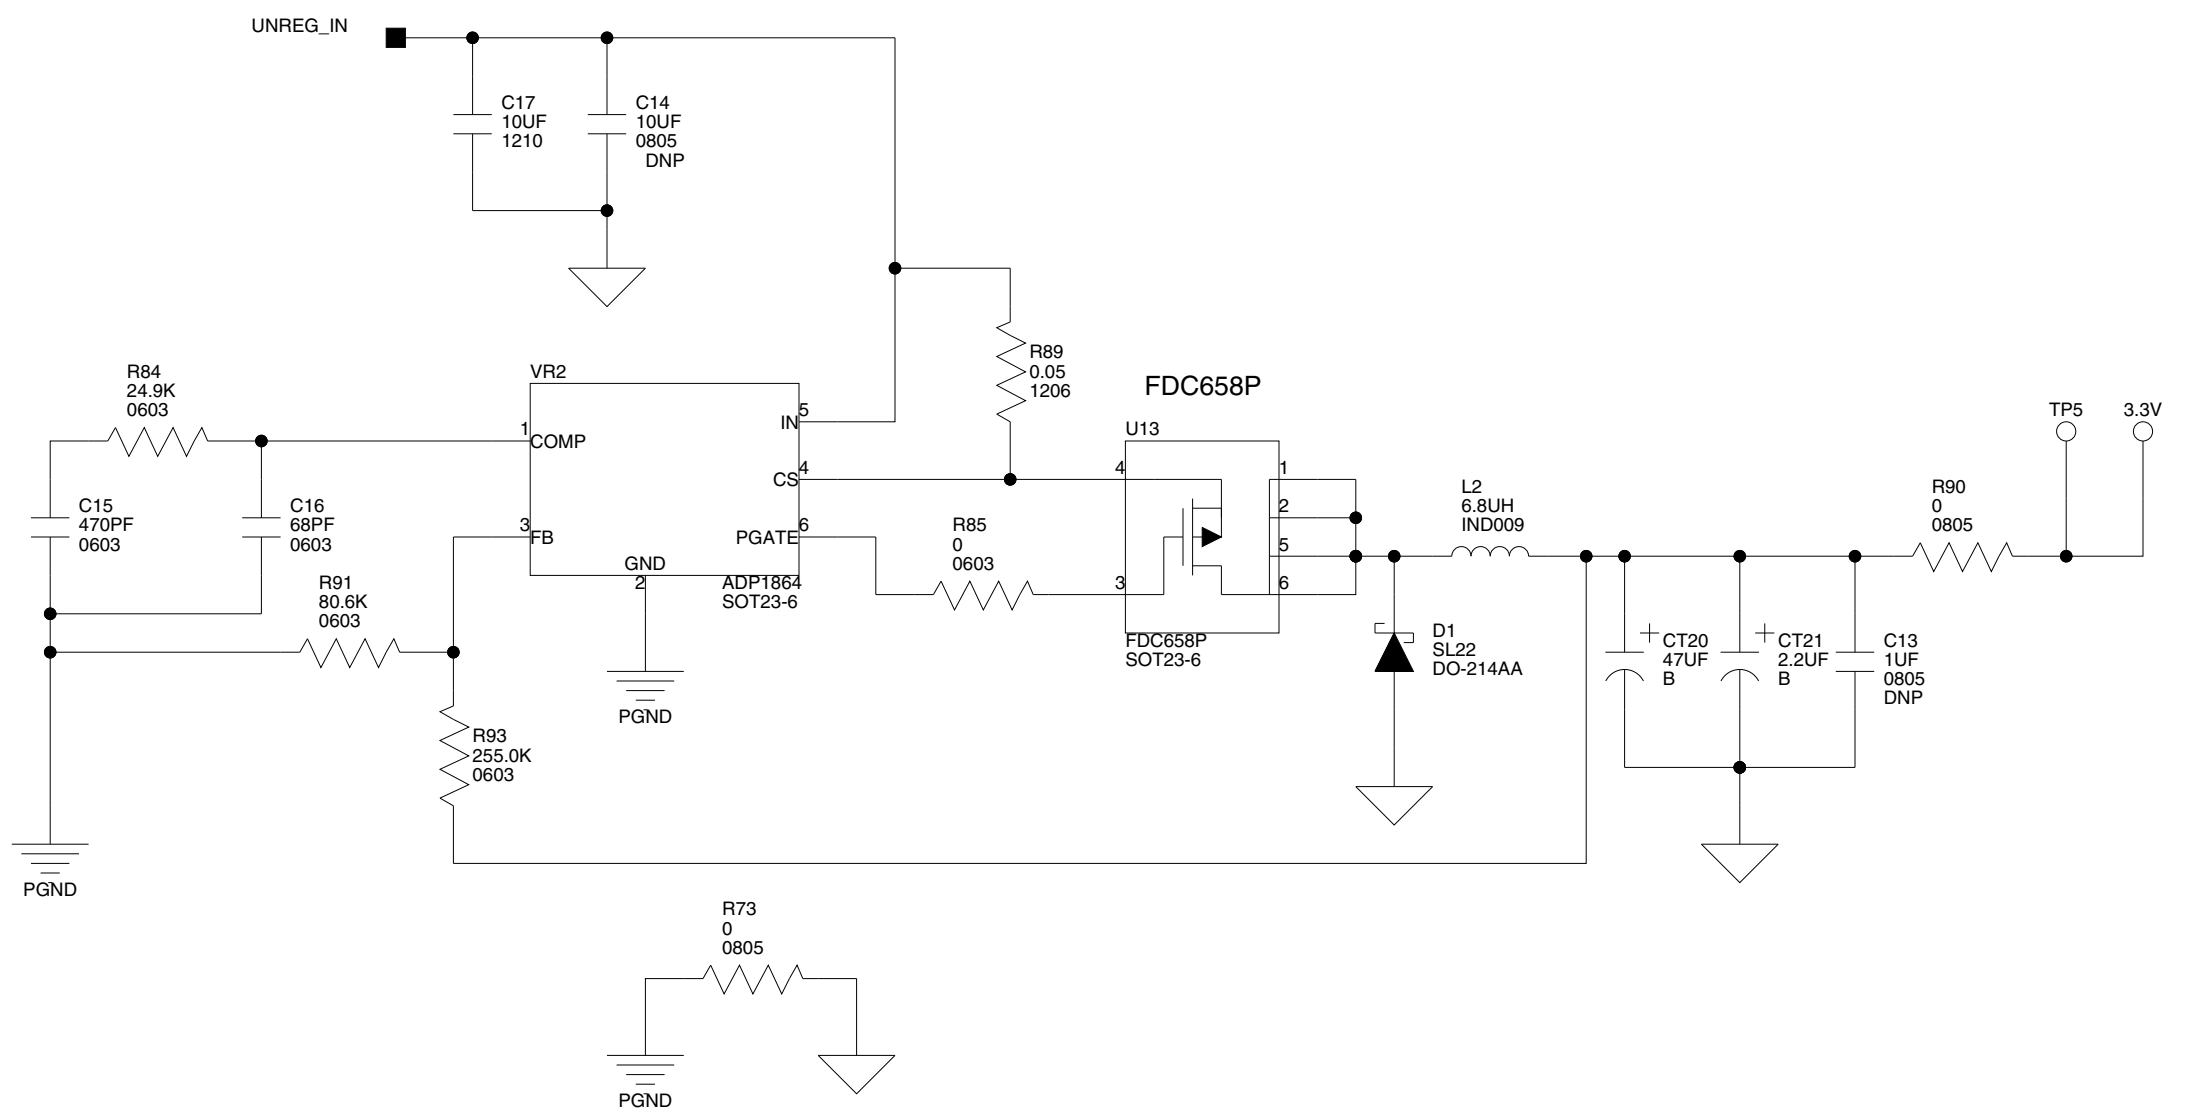 UNREG_IN
C17
10UF
1210
C14
10UF
0805
DNP
R89
0.05
1206
R84
24.9K
0603
VR2
5
IN
1
COMP
4
CS
3
FB
6
PGATE
GND
2
ADP1864
SOT23-6
C15
470PF
0603
C16
68PF
0603
R91
80.6K
0603
PGND
R85
0
0603
FDC658P
U13
4
3
1
2
5
6
FDC658P
SOT23-6
L2
6.8UH
IND009
R90
0
0805
TP5
3.3V
D1
SL22
DO-214AA
+
CT20
47UF
B
+
CT21
2.2UF
B
C13
1UF
0805
DNP
R93
255.0K
0603
PGND
R73
0
0805
PGND